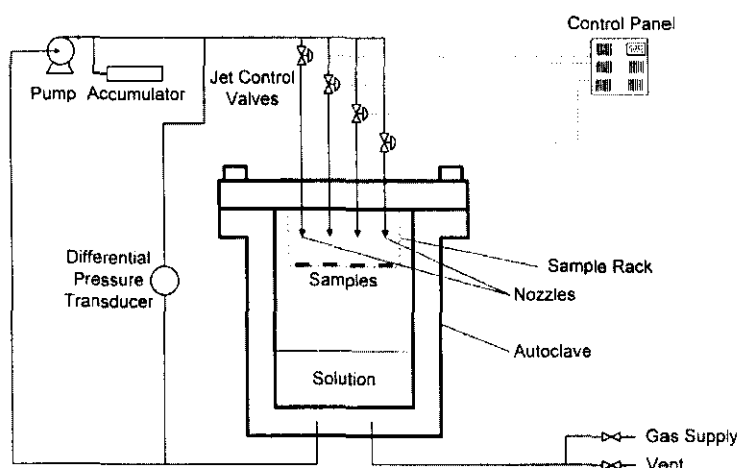 Control Panel
Pump
Accumulator
Jet Control
Valves
Differential
Pressure
Transducer
Samples
Sample Rack
Nozzles
Autoclave
Solution
Gas Supply
Vent